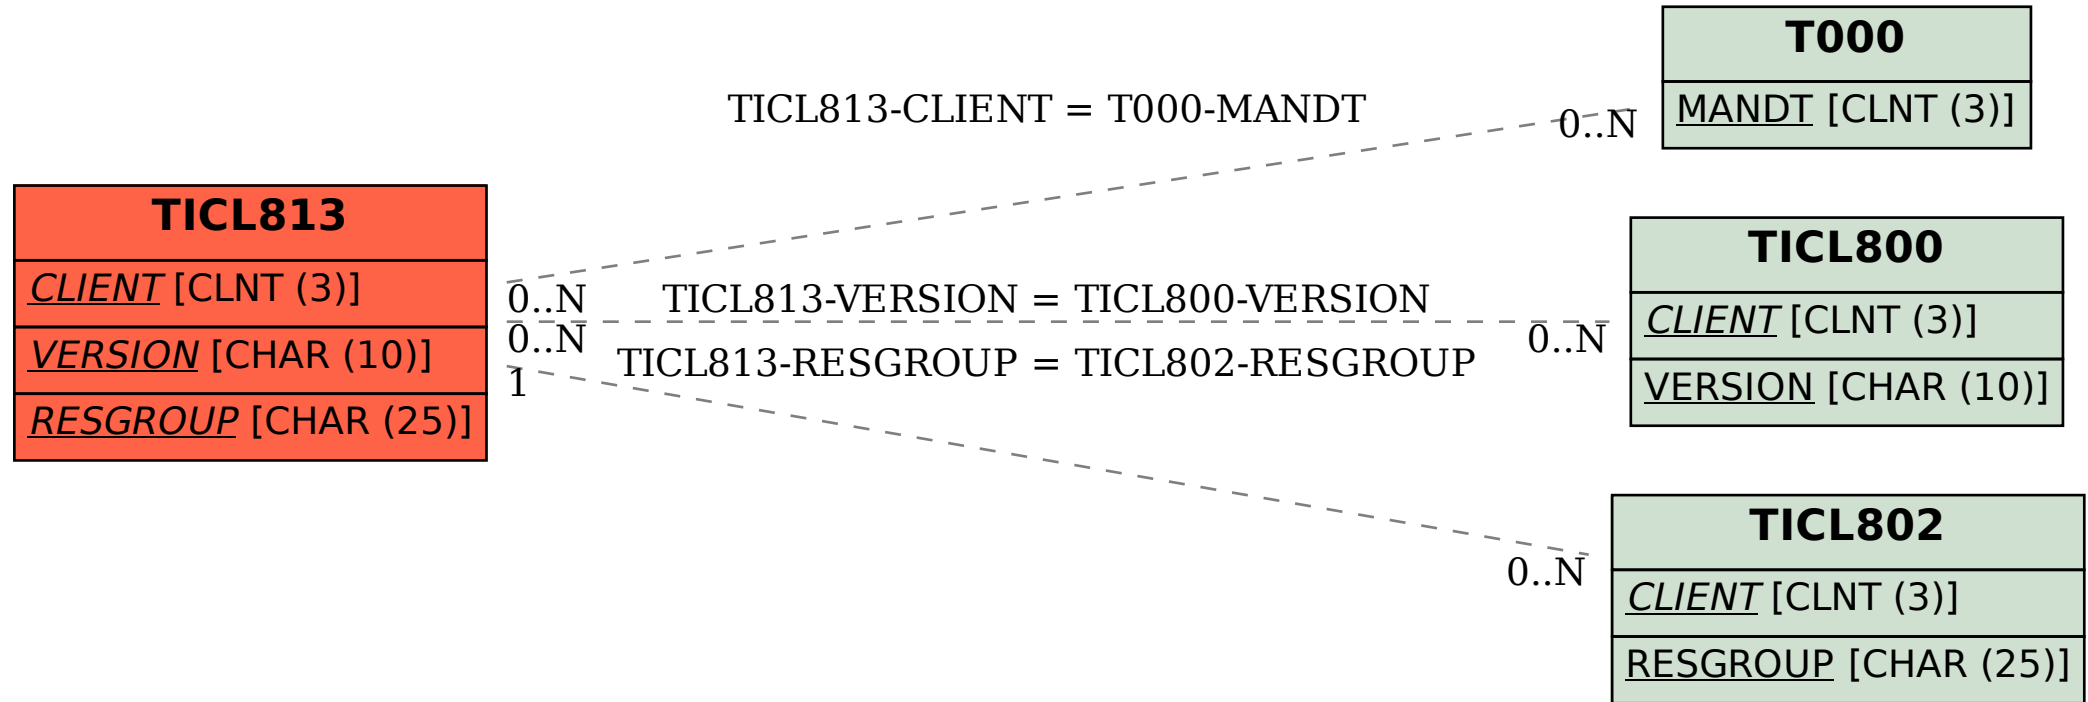 T000
MANDT [CLNT (3)]
TICL813-CLIENT = T000-MANDT
0..N
TICL813
CLIENT [CLNT (3)]
VERSION [CHAR (10)]
RESGROUP [CHAR (25)]
0..N
TICL813-VERSION = TICL800-VERSION
0..N
0..N
TICL813-RESGROUP = TICL802-RESGROUP
1
TICL800
CLIENT [CLNT (3)]
VERSION [CHAR (10)]
0..N
TICL802
CLIENT [CLNT (3)]
RESGROUP [CHAR (25)]